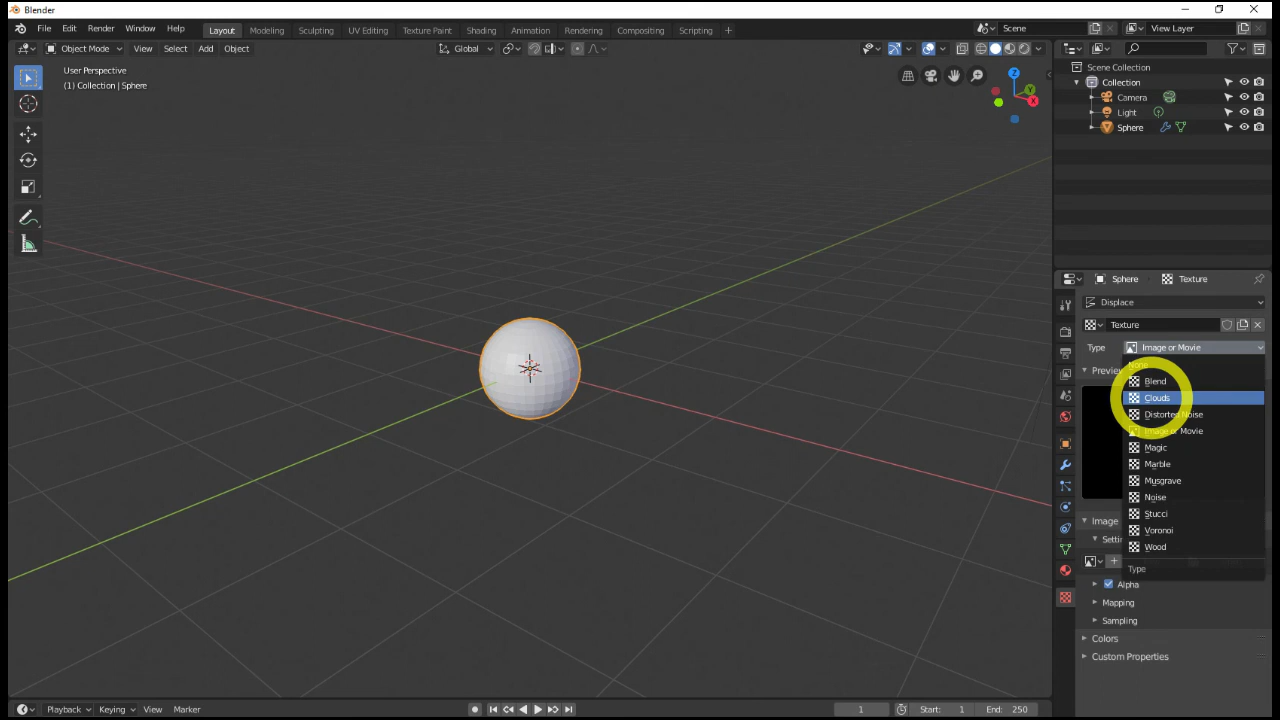 Blender
File Edit Render Window Help Layout Modeling Sculpting UV Editing Texture Paint Shading Animation Rendering Compositing Scripting + Scene View Layer
Object Mode View Select Add Object Global
User Perspective
(1) Collection | Sphere
Z
Y
X
Scene Collection
Collection
Camera
Light
Sphere
Sphere Texture
Displace
Texture
Type Image or Movie
None
Preview
Blend
Clouds
Distorted Noise
Image or Movie
Magic
Marble
Musgrave
Noise
Stucci
Image
Voronoi
Setti
Wood
Type
Alpha
Mapping
Sampling
Colors
Custom Properties
Playback Keying View Marker 1 Start: 1 End: 250